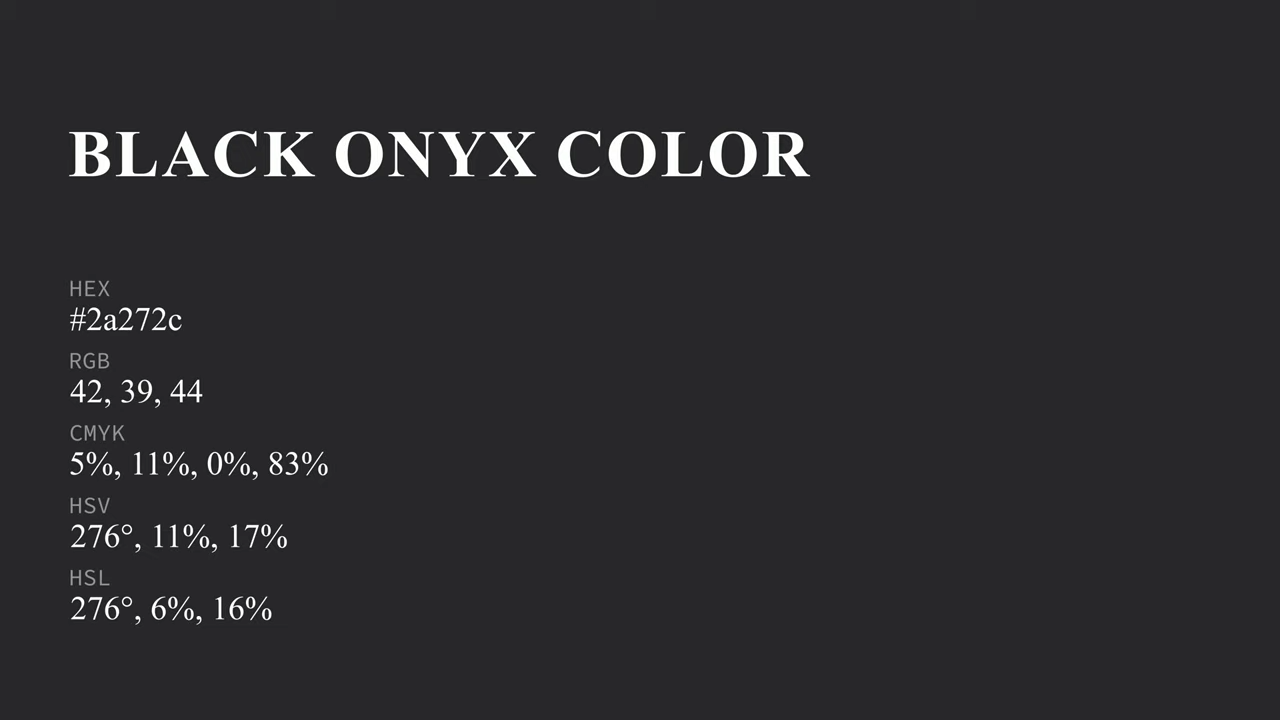 BLACK ONYX COLOR
HEX
#2a272c
RGB
42, 39, 44
CMYK
5%, 11%, 0%, 83%
HSV
276°, 11%, 17%
HSL
276°, 6%, 16%